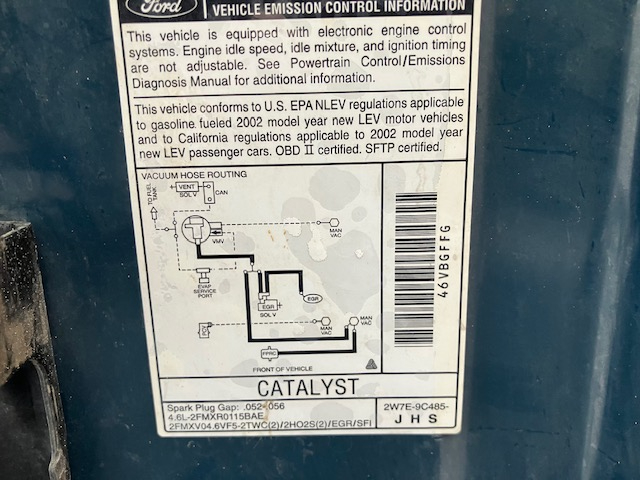 Ford
VEHICLE EMISSION CONTROL INFORMATION
This vehicle is equipped with electronic engine control
systems. Engine idle speed, idle mixture, and ignition timing
are not adjustable. See Powertrain Control/Emissions
Diagnosis Manual for additional information.
This vehicle conforms to U.S. EPA NLEV regulations applicable
to gasoline fueled 2002 model year new LEV motor vehicles
and to California regulations applicable to 2002 model year
new LEV passenger cars. OBD II certified. SFTP certified.
VACUUM HOSE ROUTING
TO FUEL
TANK
+ VENT -
SOL V
CAN
VMV
MAN
VAC
EVAP
SERVICE
PORT
EGR
SOL V
+
EGR
PCV
MAN
VAC
MAN
VAC
FPRC
FRONT OF VEHICLE
46VBGFFG
CATALYST
Spark Plug Gap: .052-.056
4.6L-2FMXR0115BAE
2FMXV04.6VF5-2TWC(2)/2HO2S(2)/EGR/SFI
2W7E-9C485-
J H S